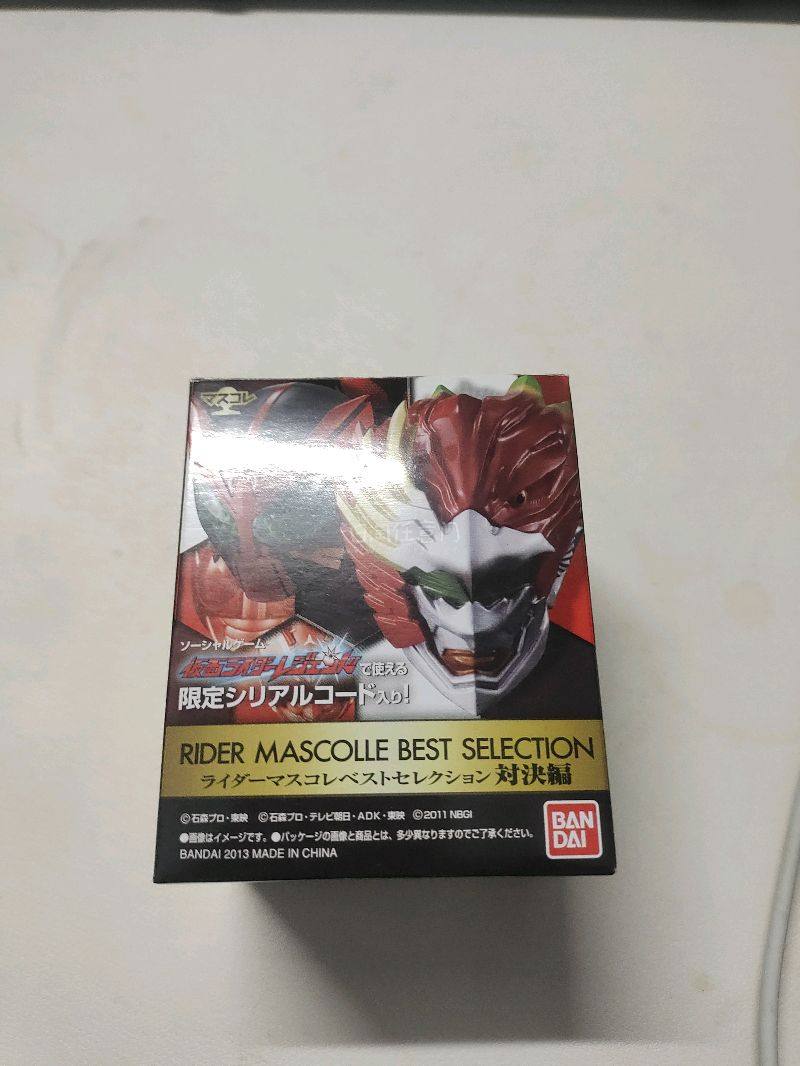 マスコレ
ソーシャルゲーム
仮面ライダーレジェンドで使える
限定シリアルコード入り!
RIDER MASCOLLE BEST SELECTION
ライダーマスコレベストセレクション 対決編
©石森プロ・東映 ©石森プロ・テレビ朝日・ADK・東映 ©2011 NBGI
●画像はイメージです。●パッケージの画像と商品とは、多少異なりますのでご了承ください。
BANDAI 2013 MADE IN CHINA
BAN
DAI